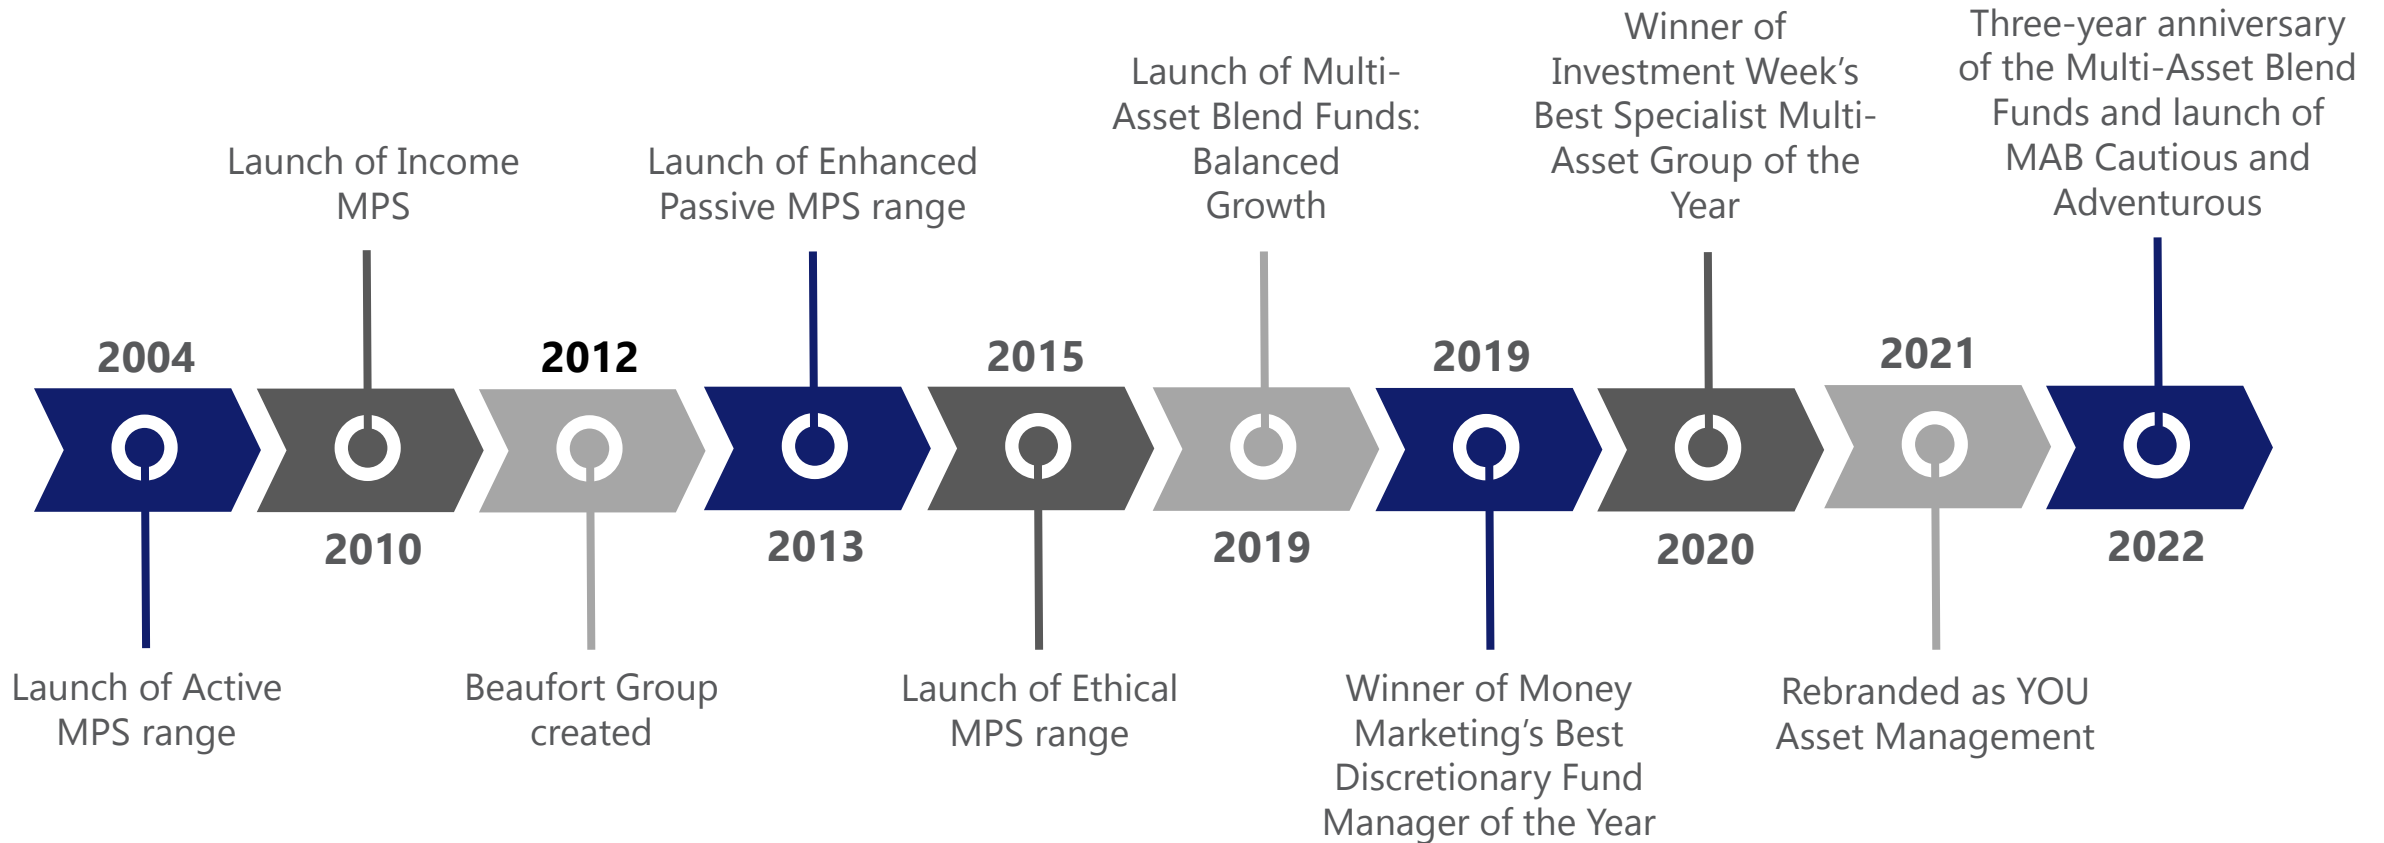 2004
Launch of Active
MPS range
Launch of Income
MPS
2010
2012
Beaufort Group
created
Launch of Enhanced
Passive MPS range
2013
2015
Launch of Ethical
MPS range
Launch of Multi-
Asset Blend Funds:
Balanced
Growth
2019
2019
Winner of Money
Marketing’s Best
Discretionary Fund
Manager of the Year
Winner of
Investment Week’s
Best Specialist Multi-
Asset Group of the
Year
2020
2021
Rebranded as YOU
Asset Management
Three-year anniversary
of the Multi-Asset Blend
Funds and launch of
MAB Cautious and
Adventurous
2022